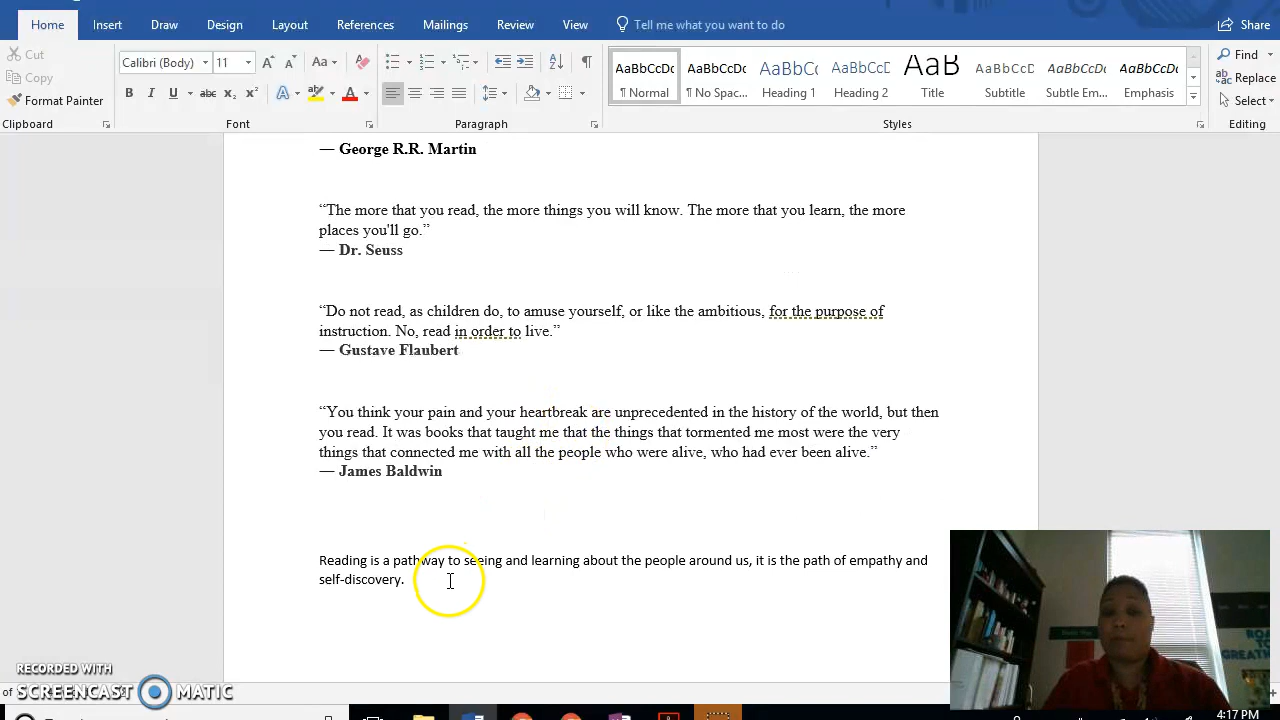 Home Insert Draw Design Layout References Mailings Review View Tell me what you want to do Share
Cut
Copy
Format Painter
Clipboard
Calibri (Body) 11 Aa
B I U abc X₂ X² A A
Font
Paragraph
AaBbCcDc AaBbCcDc AaBbCc AaBbCcD AaB AaBbCcD AaBbCcDc AaBbCcDc
¶ Normal ¶ No Spac... Heading 1 Heading 2 Title Subtitle Subtle Em... Emphasis
Styles
Find
Replace
Select
Editing
— George R.R. Martin
“The more that you read, the more things you will know. The more that you learn, the more
places you'll go.”
— Dr. Seuss
“Do not read, as children do, to amuse yourself, or like the ambitious, for the purpose of
instruction. No, read in order to live.”
— Gustave Flaubert
“You think your pain and your heartbreak are unprecedented in the history of the world, but then
you read. It was books that taught me that the things that tormented me most were the very
things that connected me with all the people who were alive, who had ever been alive.”
— James Baldwin
Reading is a pathway to seeing and learning about the people around us, it is the path of empathy and
self-discovery.
RECORDED WITH
SCREENCAST MATIC
of
4:17 PM